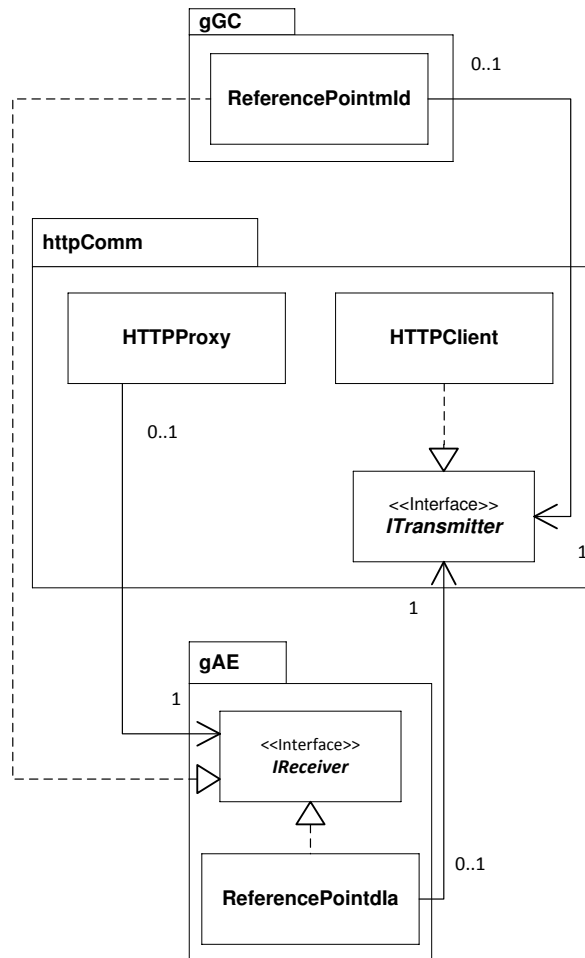 gGC
0..1
ReferencePointmId
httpComm
HTTPProxy
HTTPClient
0..1
<<Interface>>
ITransmitter
1
1
gAE
1
<<Interface>>
IReceiver
0..1
ReferencePointdIa